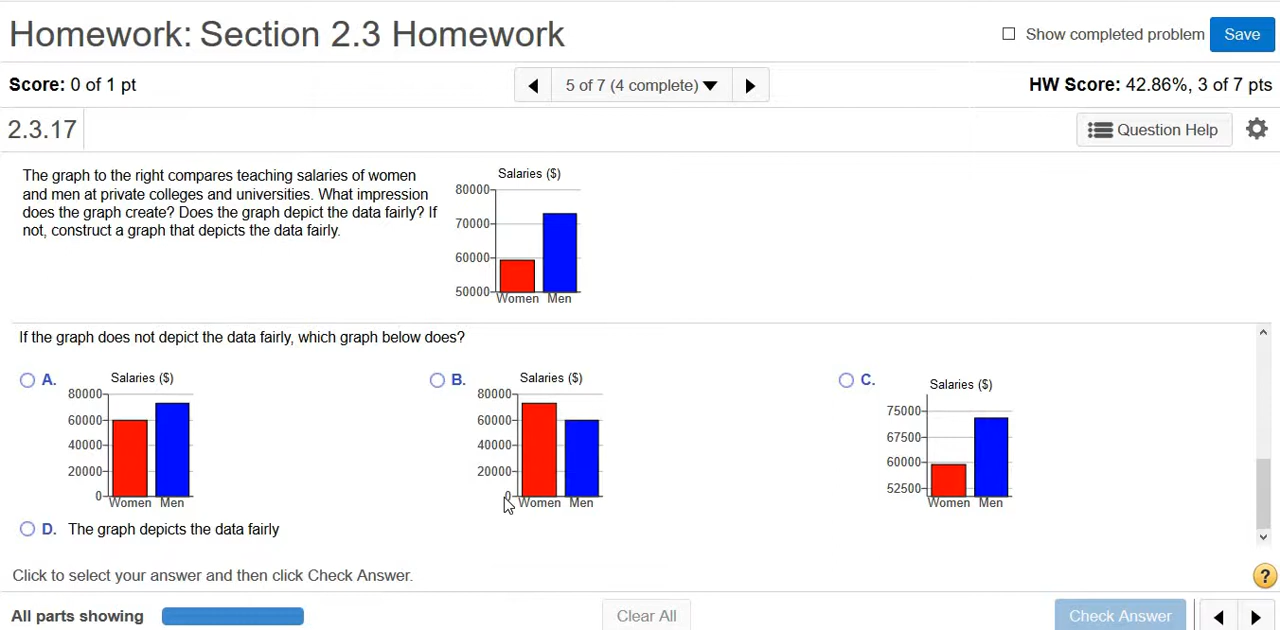 Homework: Section 2.3 Homework
Show completed problem
Save
Score: 0 of 1 pt
5 of 7 (4 complete)
HW Score: 42.86%, 3 of 7 pts
2.3.17
Question Help
The graph to the right compares teaching salaries of women
and men at private colleges and universities. What impression
does the graph create? Does the graph depict the data fairly? If
not, construct a graph that depicts the data fairly.
Salaries ($)
80000
70000
60000
50000
Women Men
If the graph does not depict the data fairly, which graph below does?
A.
Salaries ($)
80000
60000
40000
20000
0
Women Men
B.
Salaries ($)
80000
60000
40000
20000
0
Women Men
C.
Salaries ($)
75000
67500
60000
52500
Women Men
D. The graph depicts the data fairly
Click to select your answer and then click Check Answer.
?
All parts showing
Clear All
Check Answer